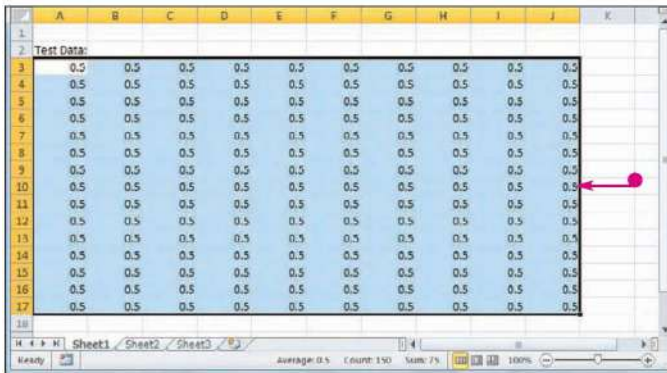 A B C D E F G H I J K
1
2 Test Data:
3 0.5 0.5 0.5 0.5 0.5 0.5 0.5 0.5 0.5 0.5
4 0.5 0.5 0.5 0.5 0.5 0.5 0.5 0.5 0.5 0.5
5 0.5 0.5 0.5 0.5 0.5 0.5 0.5 0.5 0.5 0.5
6 0.5 0.5 0.5 0.5 0.5 0.5 0.5 0.5 0.5 0.5
7 0.5 0.5 0.5 0.5 0.5 0.5 0.5 0.5 0.5 0.5
8 0.5 0.5 0.5 0.5 0.5 0.5 0.5 0.5 0.5 0.5
9 0.5 0.5 0.5 0.5 0.5 0.5 0.5 0.5 0.5 0.5
10 0.5 0.5 0.5 0.5 0.5 0.5 0.5 0.5 0.5 0.5
11 0.5 0.5 0.5 0.5 0.5 0.5 0.5 0.5 0.5 0.5
12 0.5 0.5 0.5 0.5 0.5 0.5 0.5 0.5 0.5 0.5
13 0.5 0.5 0.5 0.5 0.5 0.5 0.5 0.5 0.5 0.5
14 0.5 0.5 0.5 0.5 0.5 0.5 0.5 0.5 0.5 0.5
15 0.5 0.5 0.5 0.5 0.5 0.5 0.5 0.5 0.5 0.5
16 0.5 0.5 0.5 0.5 0.5 0.5 0.5 0.5 0.5 0.5
17 0.5 0.5 0.5 0.5 0.5 0.5 0.5 0.5 0.5 0.5
18
Sheet1 Sheet2 Sheet3
Ready Average: 0.5 Count: 150 Sum: 75 100%